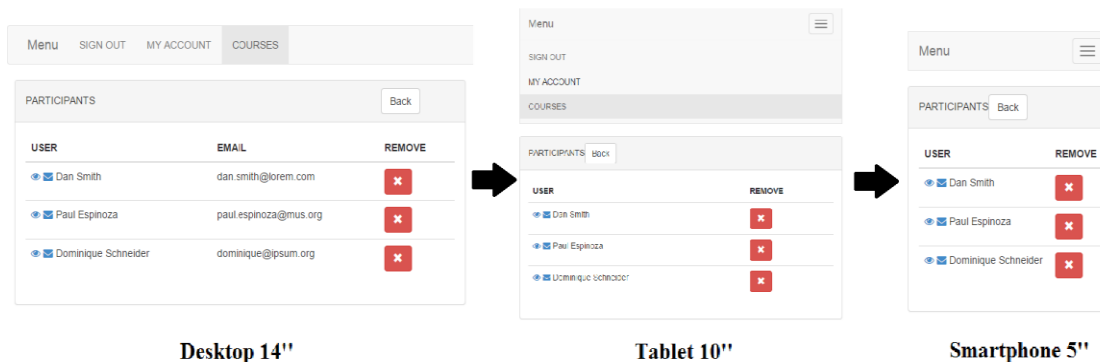 Menu SIGN OUT MY ACCOUNT COURSES
PARTICIPANTS Back
USER EMAIL REMOVE
Dan Smith dan.smith@lorem.com
Paul Espinoza paul.espinoza@mus.org
Dominique Schneider dominique@ipsum.org
Desktop 14"
Menu
SIGN OUT
MY ACCOUNT
COURSES
PARTICIPANTS Back
USER REMOVE
Dan Smith
Paul Espinoza
Dominique Schneider
Tablet 10"
Menu
PARTICIPANTS Back
USER REMOVE
Dan Smith
Paul Espinoza
Dominique Schneider
Smartphone 5"